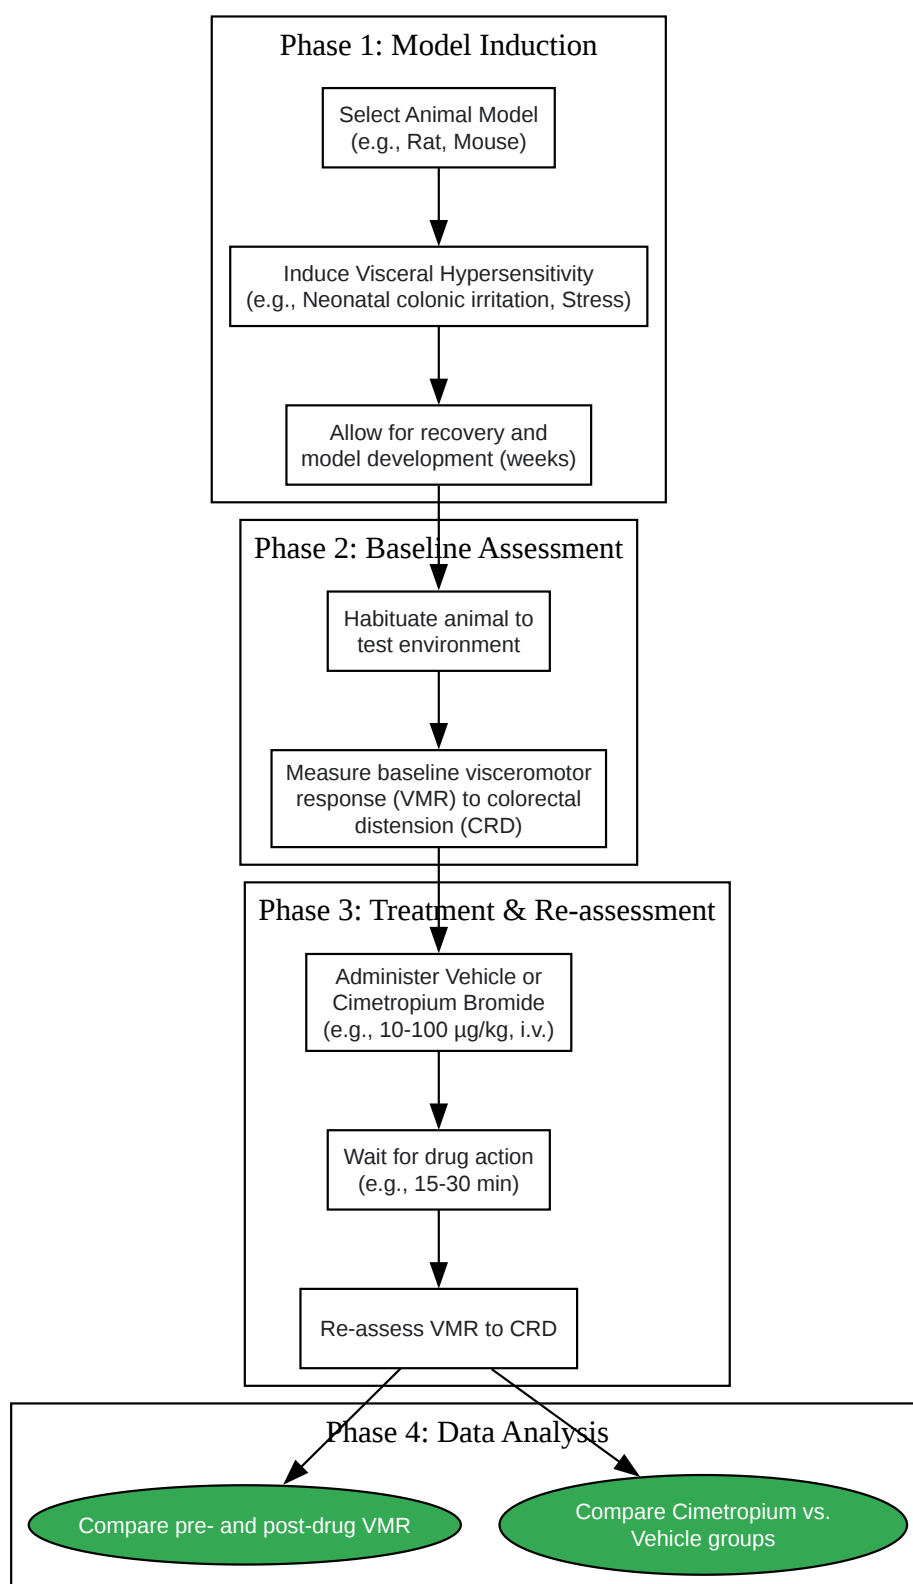 Phase 1: Model Induction
Select Animal Model
(e.g., Rat, Mouse)
Induce Visceral Hypersensitivity
(e.g., Neonatal colonic irritation, Stress)
Allow for recovery and
model development (weeks)
Phase 2: Baseline Assessment
Habituate animal to
test environment
Measure baseline visceromotor
response (VMR) to colorectal
distension (CRD)
Phase 3: Treatment & Re-assessment
Administer Vehicle or
Cimetropium Bromide
(e.g., 10-100 µg/kg, i.v.)
Wait for drug action
(e.g., 15-30 min)
Re-assess VMR to CRD
Phase 4: Data Analysis
Compare pre- and post-drug VMR
Compare Cimetropium vs.
Vehicle groups